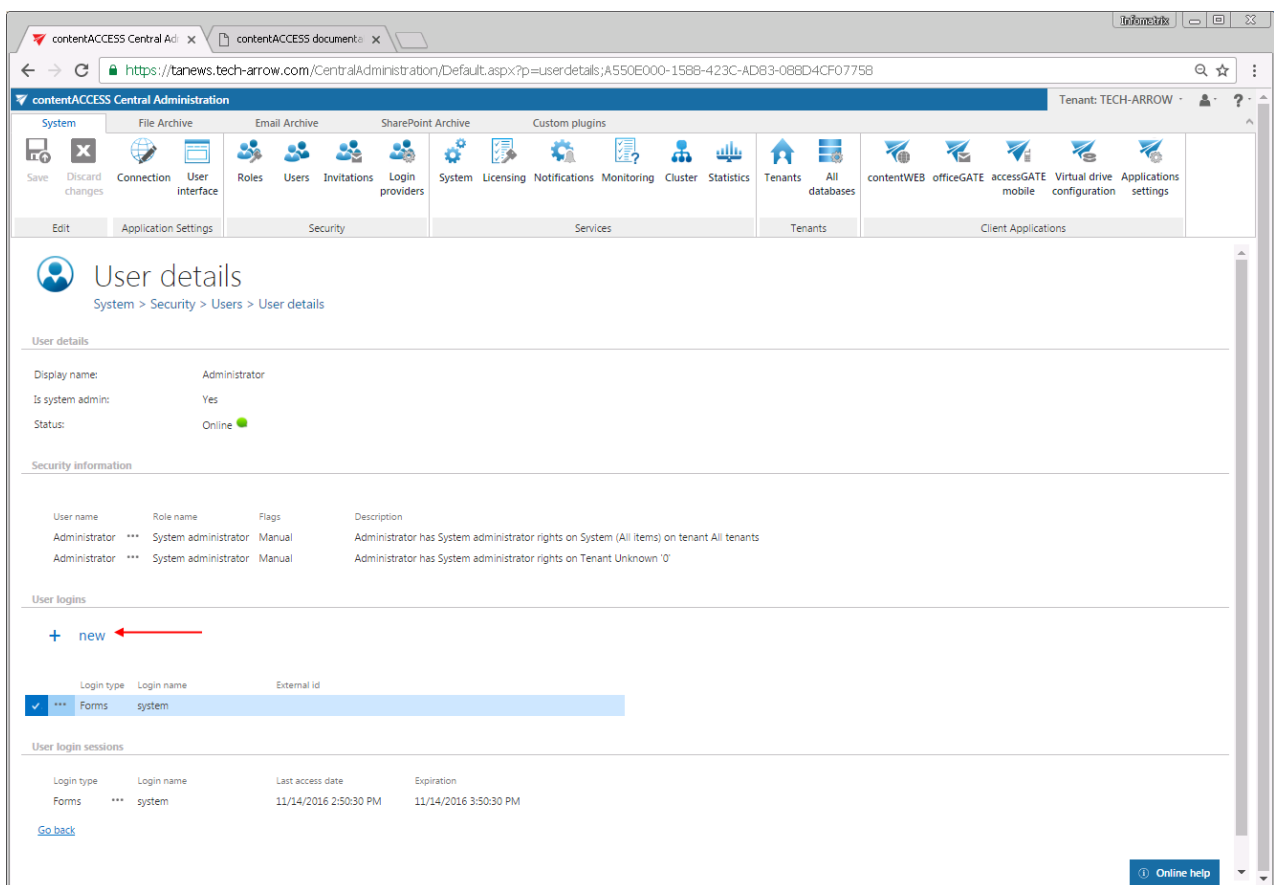 Infometrix
contentACCESS Central Adr
contentACCESS documenta
https://tanews.tech-arrow.com/CentralAdministration/Default.aspx?p=userdetails;A550E000-1588-423C-AD83-088D4CF07758
contentACCESS Central Administration
Tenant: TECH-ARROW
?
System File Archive Email Archive SharePoint Archive Custom plugins
Save Discard changes Connection User interface Roles Users Invitations Login providers System Licensing Notifications Monitoring Cluster Statistics Tenants All databases contentWEB officeGATE accessGATE mobile Virtual drive configuration Applications settings
Edit Application Settings Security Services Tenants Client Applications
User details
System > Security > Users > User details
User details
Display name: Administrator
Is system admin: Yes
Status: Online
Security information
User name Role name Flags Description
Administrator ••• System administrator Manual Administrator has System administrator rights on System (All items) on tenant All tenants
Administrator ••• System administrator Manual Administrator has System administrator rights on Tenant Unknown '0'
User logins
+ new
Login type Login name External id
••• Forms system
User login sessions
Login type Login name Last access date Expiration
Forms ••• system 11/14/2016 2:50:30 PM 11/14/2016 3:50:30 PM
Go back
Online help